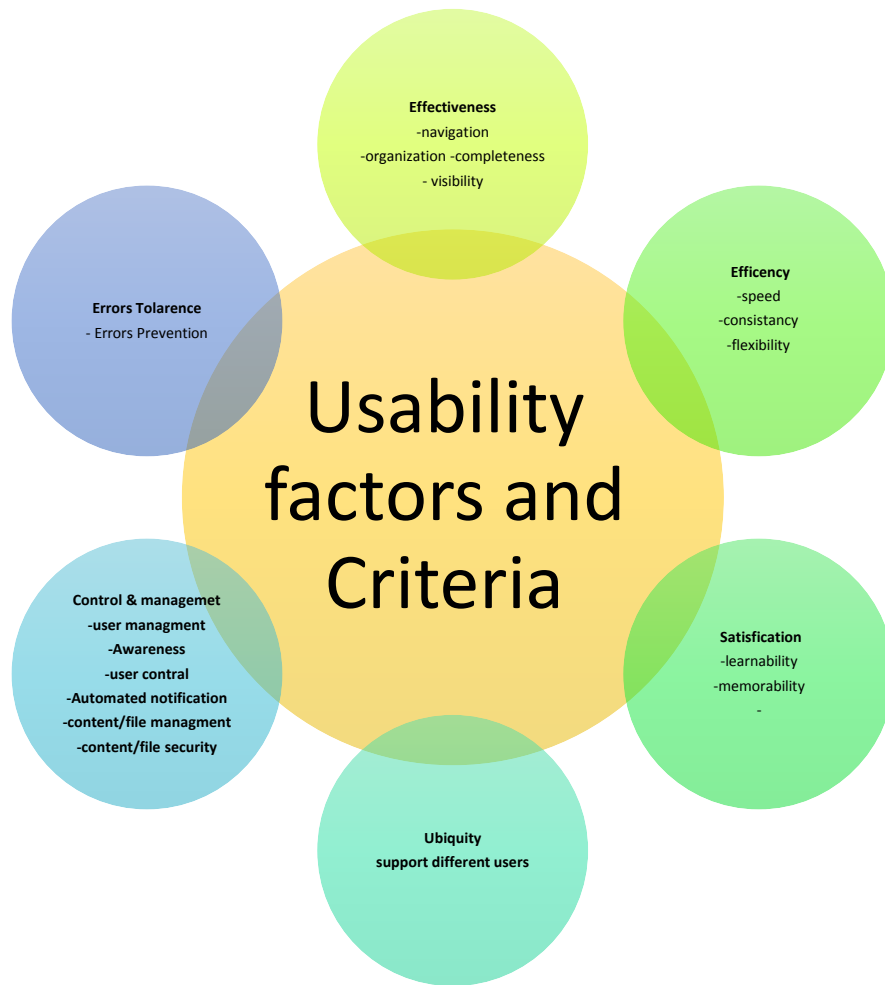 Effectiveness
-navigation
-organization -completeness
- visibility
Efficency
-speed
-consistancy
-flexibility
Satisfication
-learnability
-memorability
-
Ubiquity
support different users
Control & managemet
-user managment
-Awareness
-user contral
-Automated notification
-content/file managment
-content/file security
Errors Tolarence
- Errors Prevention
Usability
factors and
Criteria